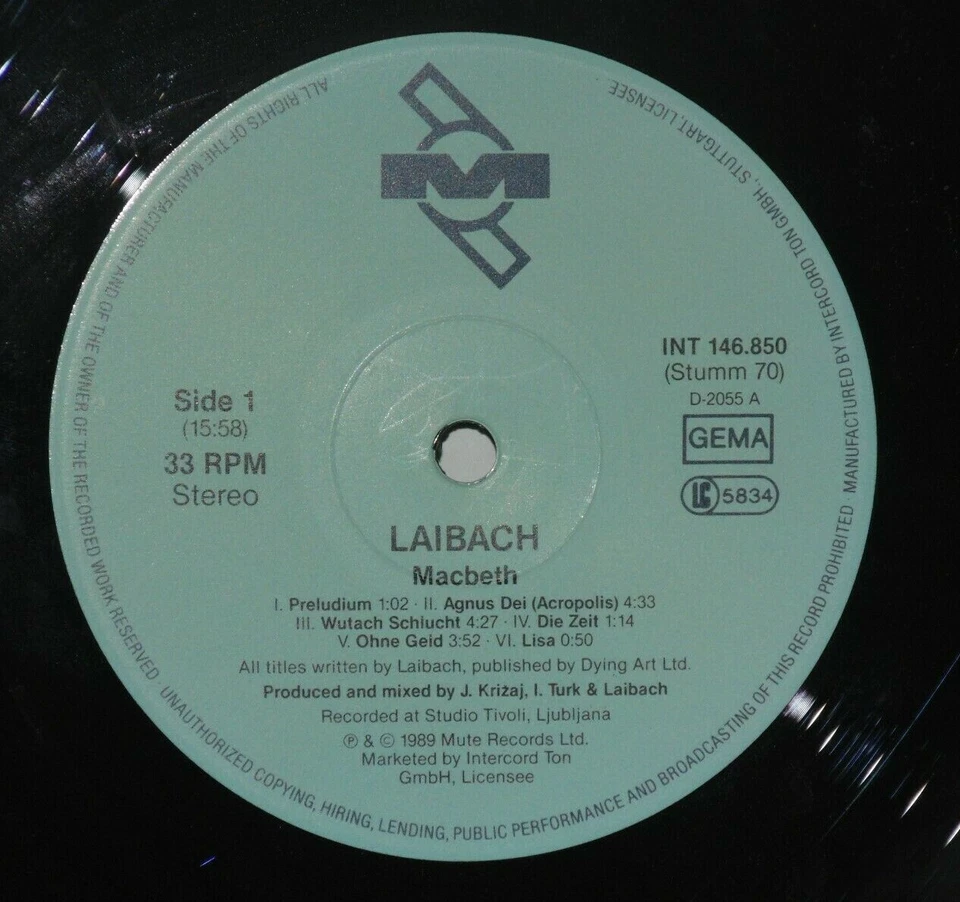 M
INT 146.850
(Stumm 70)
D-2055 A
GEMA
LC 5834
Side 1
(15:58)
33 RPM
Stereo
LAIBACH
Macbeth
I. Preludium 1:02 · II. Agnus Dei (Acropolis) 4:33
III. Wutach Schlucht 4:27 · IV. Die Zeit 1:14
V. Ohne Geid 3:52 · VI. Lisa 0:50
All titles written by Laibach, published by Dying Art Ltd.
Produced and mixed by J. Križaj, I. Turk & Laibach
Recorded at Studio Tivoli, Ljubljana
℗ & © 1989 Mute Records Ltd.
Marketed by Intercord Ton
GmbH, Licensee
ALL RIGHTS OF THE MANUFACTURER AND OF THE OWNER OF THE RECORDED WORK RESERVED · UNAUTHORIZED COPYING, HIRING, LENDING, PUBLIC PERFORMANCE AND BROADCASTING OF THIS RECORD PROHIBITED · MANUFACTURED BY INTERCORD TON GMBH, STUTTGART, LICENSEE